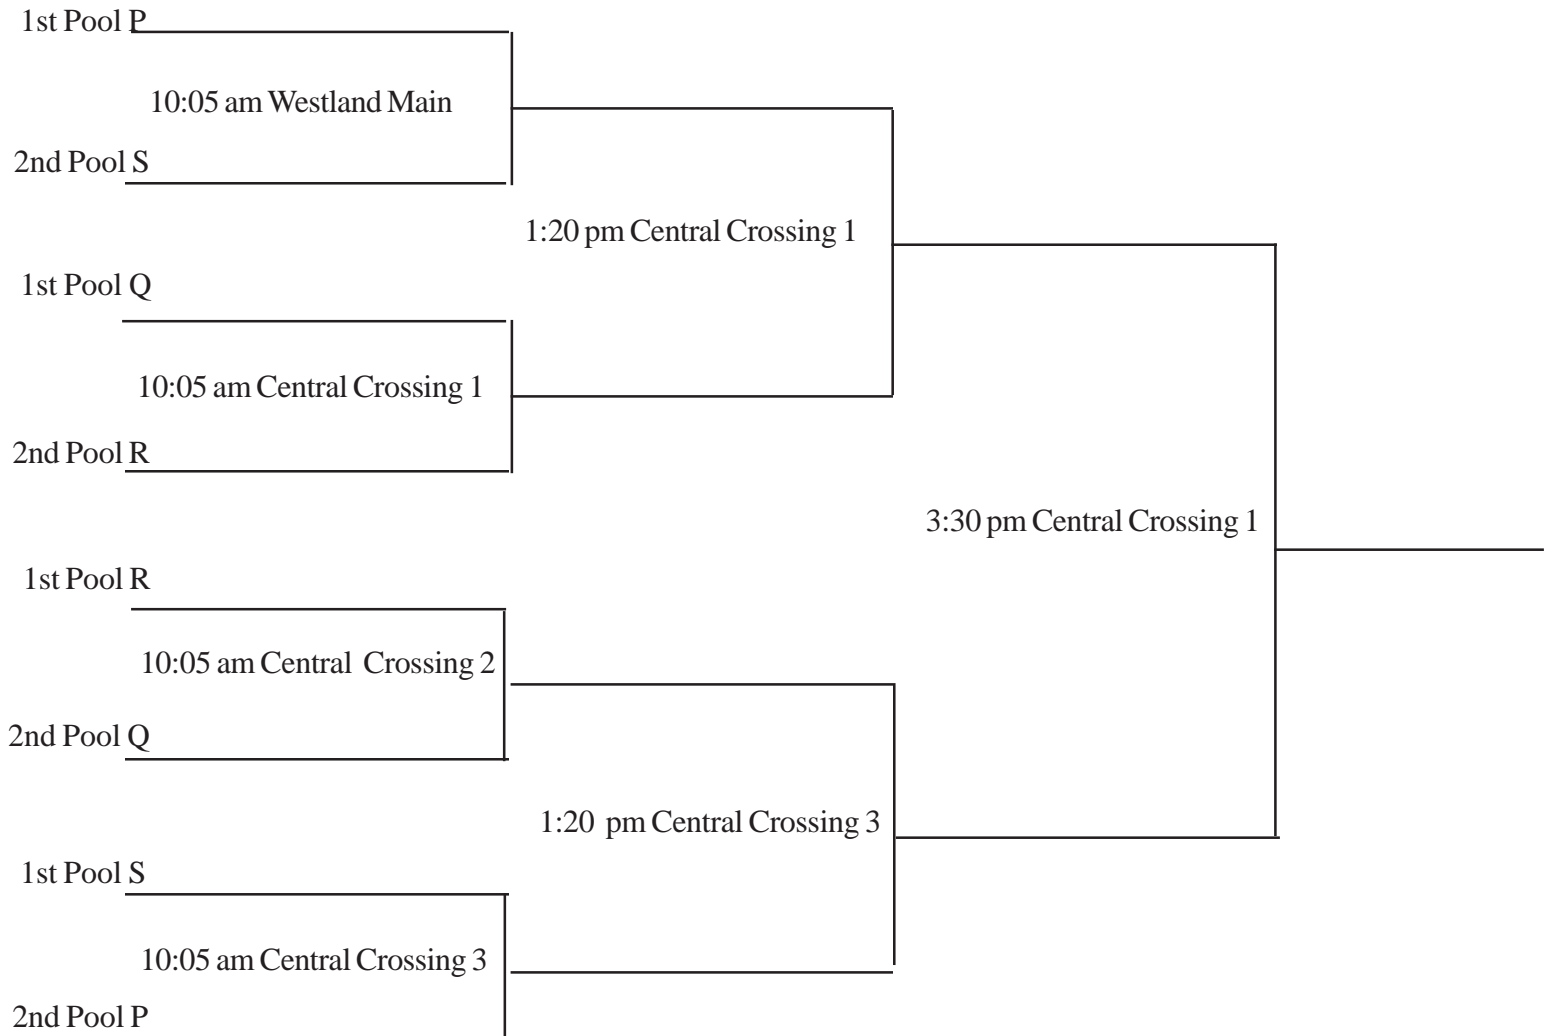 1st Pool P
10:05 am Westland Main
2nd Pool S
1:20 pm Central Crossing 1
1st Pool Q
10:05 am Central Crossing 1
2nd Pool R
3:30 pm Central Crossing 1
1st Pool R
10:05 am Central Crossing 2
2nd Pool Q
1:20 pm Central Crossing 3
1st Pool S
10:05 am Central Crossing 3
2nd Pool P